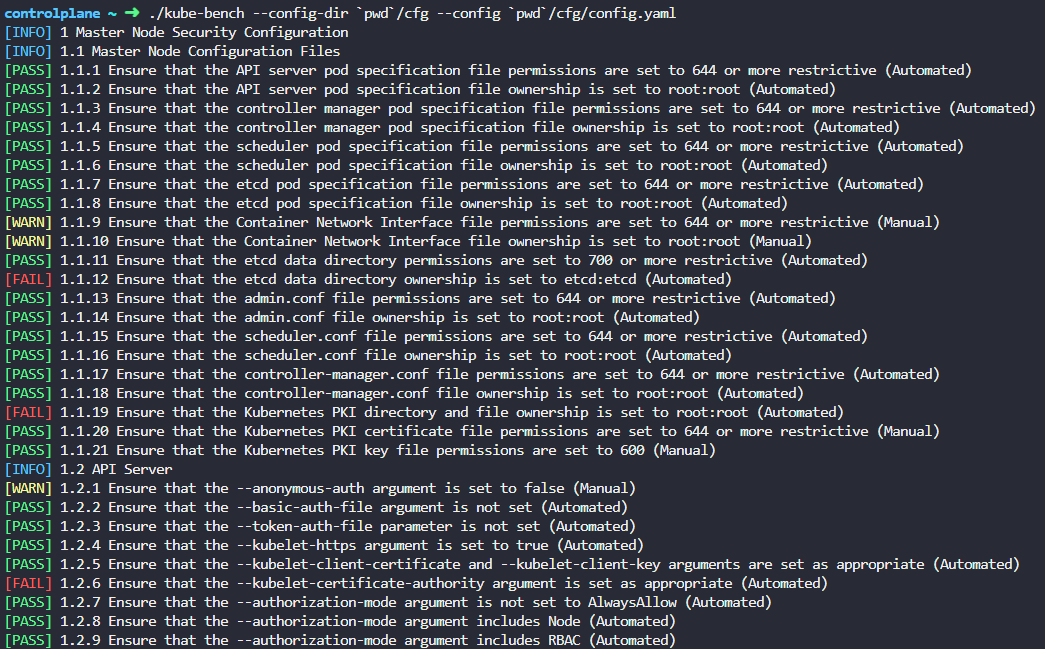 controlplane ~ ➜ ./kube-bench --config-dir `pwd`/cfg --config `pwd`/cfg/config.yaml
[INFO] 1 Master Node Security Configuration
[INFO] 1.1 Master Node Configuration Files
[PASS] 1.1.1 Ensure that the API server pod specification file permissions are set to 644 or more restrictive (Automated)
[PASS] 1.1.2 Ensure that the API server pod specification file ownership is set to root:root (Automated)
[PASS] 1.1.3 Ensure that the controller manager pod specification file permissions are set to 644 or more restrictive (Automated)
[PASS] 1.1.4 Ensure that the controller manager pod specification file ownership is set to root:root (Automated)
[PASS] 1.1.5 Ensure that the scheduler pod specification file permissions are set to 644 or more restrictive (Automated)
[PASS] 1.1.6 Ensure that the scheduler pod specification file ownership is set to root:root (Automated)
[PASS] 1.1.7 Ensure that the etcd pod specification file permissions are set to 644 or more restrictive (Automated)
[PASS] 1.1.8 Ensure that the etcd pod specification file ownership is set to root:root (Automated)
[WARN] 1.1.9 Ensure that the Container Network Interface file permissions are set to 644 or more restrictive (Manual)
[WARN] 1.1.10 Ensure that the Container Network Interface file ownership is set to root:root (Manual)
[PASS] 1.1.11 Ensure that the etcd data directory permissions are set to 700 or more restrictive (Automated)
[FAIL] 1.1.12 Ensure that the etcd data directory ownership is set to etcd:etcd (Automated)
[PASS] 1.1.13 Ensure that the admin.conf file permissions are set to 644 or more restrictive (Automated)
[PASS] 1.1.14 Ensure that the admin.conf file ownership is set to root:root (Automated)
[PASS] 1.1.15 Ensure that the scheduler.conf file permissions are set to 644 or more restrictive (Automated)
[PASS] 1.1.16 Ensure that the scheduler.conf file ownership is set to root:root (Automated)
[PASS] 1.1.17 Ensure that the controller-manager.conf file permissions are set to 644 or more restrictive (Automated)
[PASS] 1.1.18 Ensure that the controller-manager.conf file ownership is set to root:root (Automated)
[FAIL] 1.1.19 Ensure that the Kubernetes PKI directory and file ownership is set to root:root (Automated)
[PASS] 1.1.20 Ensure that the Kubernetes PKI certificate file permissions are set to 644 or more restrictive (Manual)
[PASS] 1.1.21 Ensure that the Kubernetes PKI key file permissions are set to 600 (Manual)
[INFO] 1.2 API Server
[WARN] 1.2.1 Ensure that the --anonymous-auth argument is set to false (Manual)
[PASS] 1.2.2 Ensure that the --basic-auth-file argument is not set (Automated)
[PASS] 1.2.3 Ensure that the --token-auth-file parameter is not set (Automated)
[PASS] 1.2.4 Ensure that the --kubelet-https argument is set to true (Automated)
[PASS] 1.2.5 Ensure that the --kubelet-client-certificate and --kubelet-client-key arguments are set as appropriate (Automated)
[FAIL] 1.2.6 Ensure that the --kubelet-certificate-authority argument is set as appropriate (Automated)
[PASS] 1.2.7 Ensure that the --authorization-mode argument is not set to AlwaysAllow (Automated)
[PASS] 1.2.8 Ensure that the --authorization-mode argument includes Node (Automated)
[PASS] 1.2.9 Ensure that the --authorization-mode argument includes RBAC (Automated)